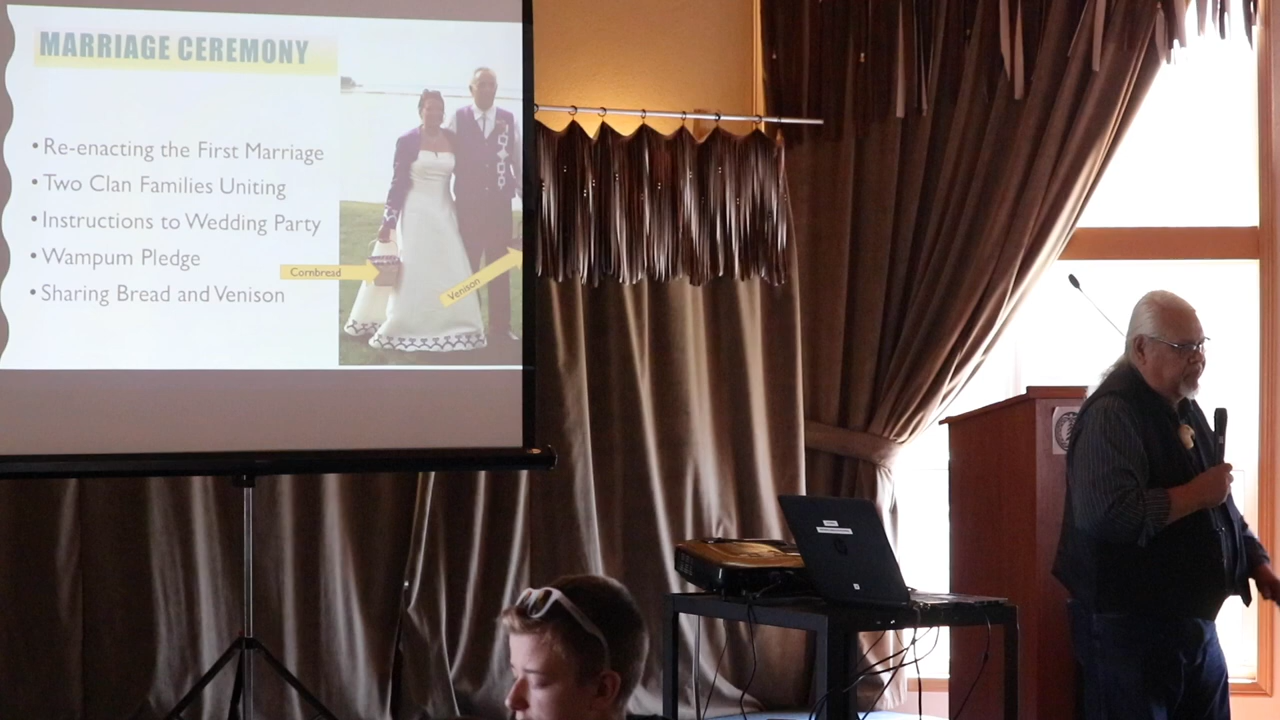 MARRIAGE CEREMONY
• Re-enacting the First Marriage
• Two Clan Families Uniting
• Instructions to Wedding Party
• Wampum Pledge
• Sharing Bread and Venison
Cornbread
Venison